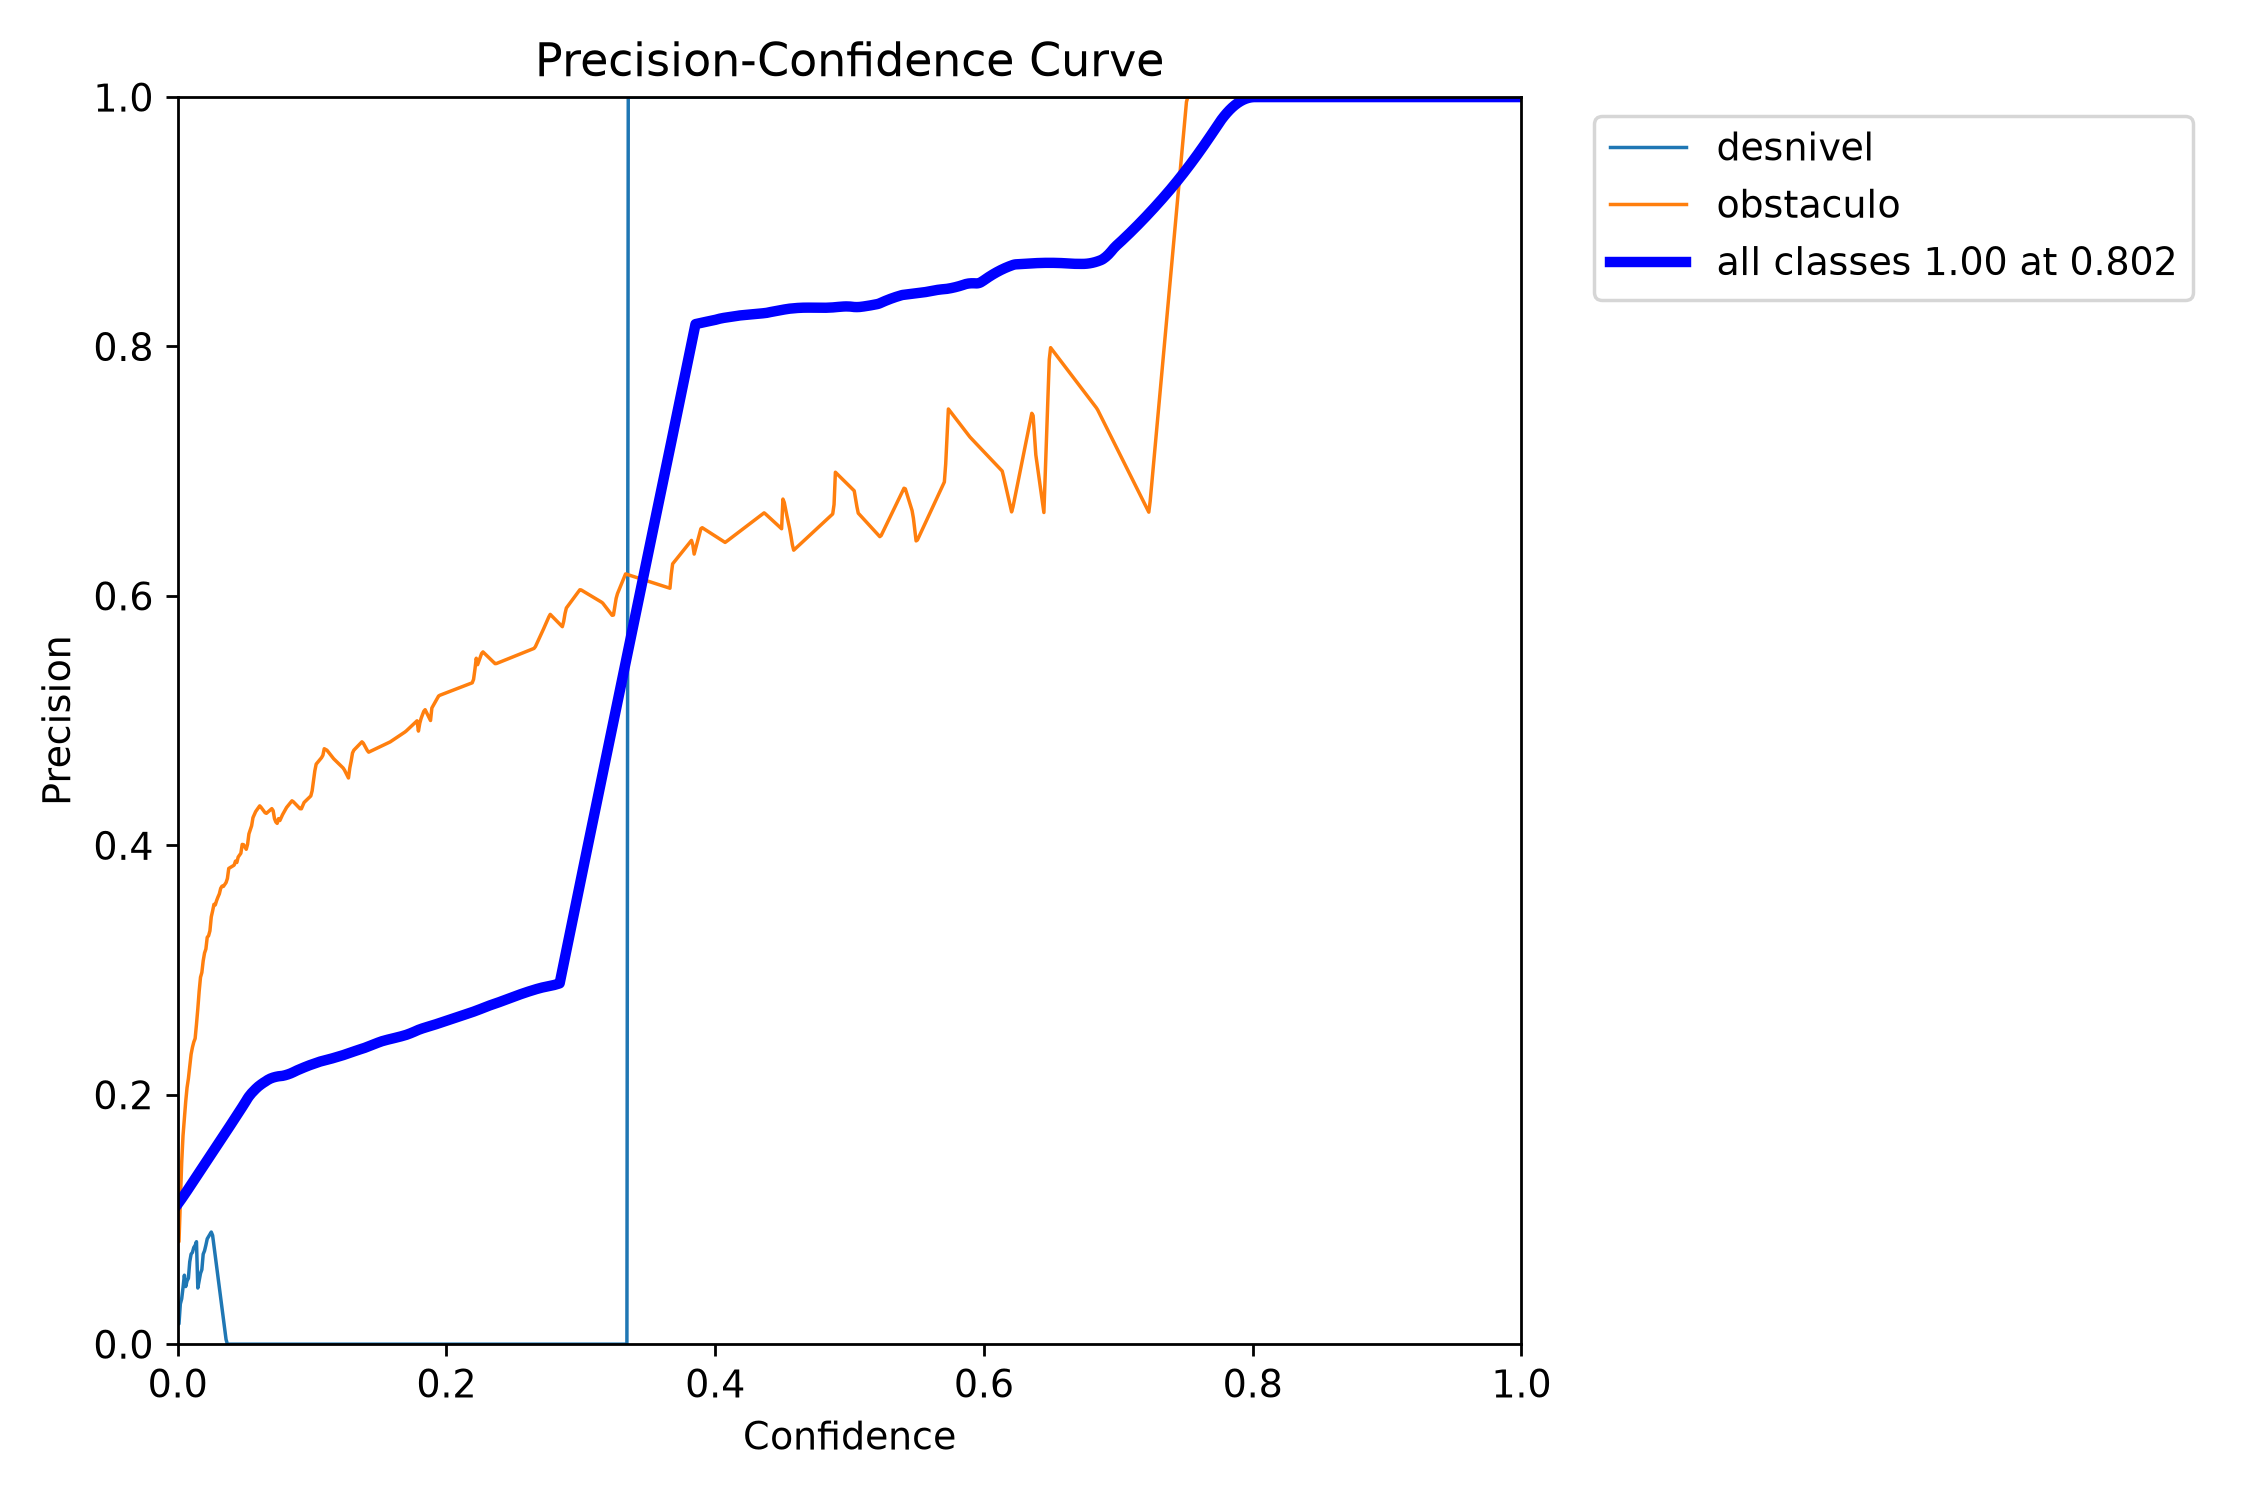 Precision-Confidence Curve
1.0
0.8
0.6
0.4
0.2
0.0
Precision
0.0 0.2 0.4 0.6 0.8 1.0
Confidence
desnivel
obstaculo
all classes 1.00 at 0.802